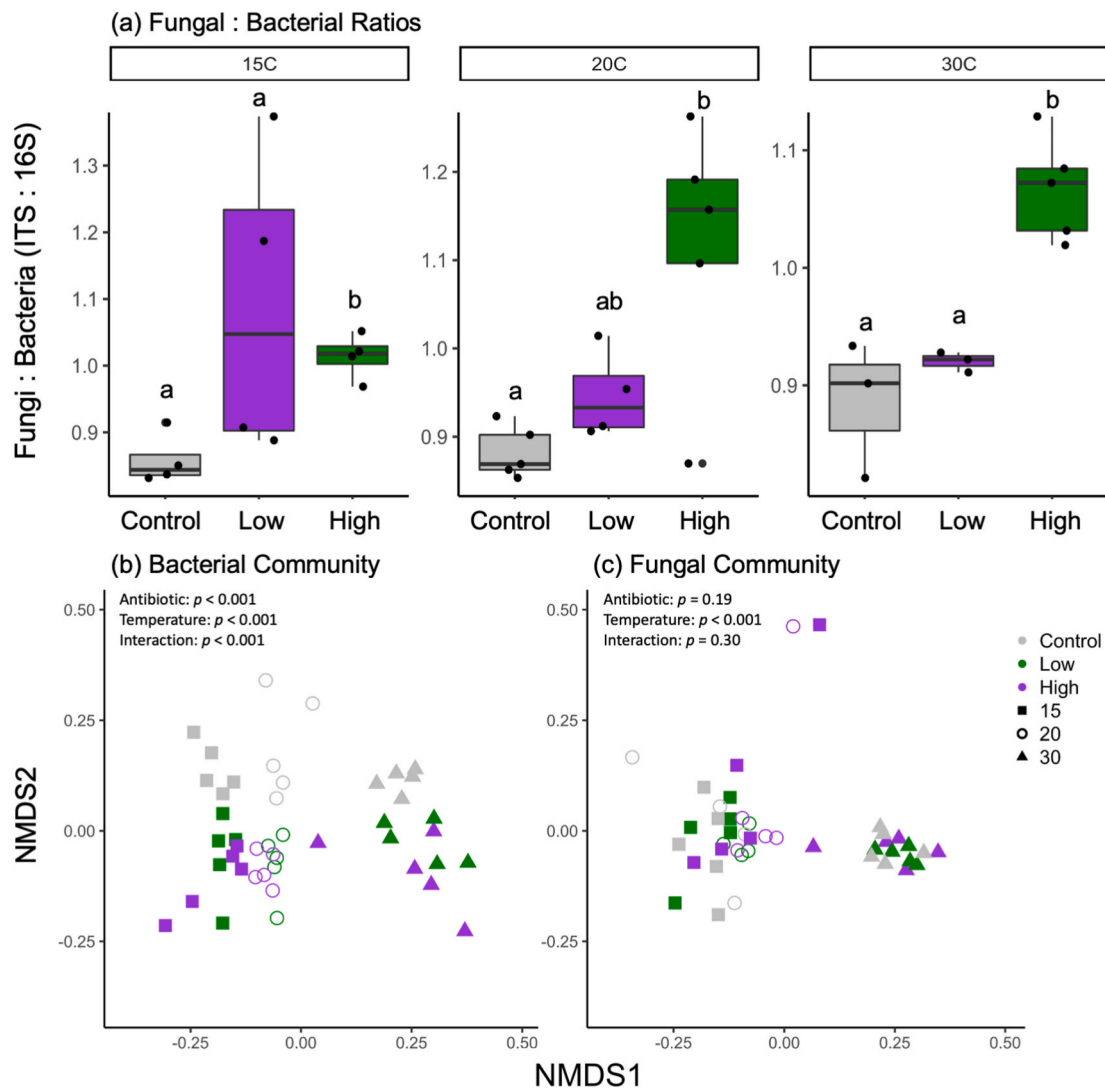 (a) Fungal : Bacterial Ratios
15C
20C
30C
Fungi : Bacteria (ITS : 16S)
1.3
1.2
1.1
1.0
0.9
a
a
b
Control
Low
High
1.2
1.1
1.0
0.9
a
ab
b
Control
Low
High
1.1
1.0
0.9
a
a
b
Control
Low
High
(b) Bacterial Community
Antibiotic: p < 0.001
Temperature: p < 0.001
Interaction: p < 0.001
(c) Fungal Community
Antibiotic: p = 0.19
Temperature: p < 0.001
Interaction: p = 0.30
NMDS2
0.50
0.25
0.00
-0.25
-0.25
0.00
0.25
0.50
0.50
0.25
0.00
-0.25
-0.25
0.00
0.25
0.50
Control
Low
High
15
20
30
NMDS1